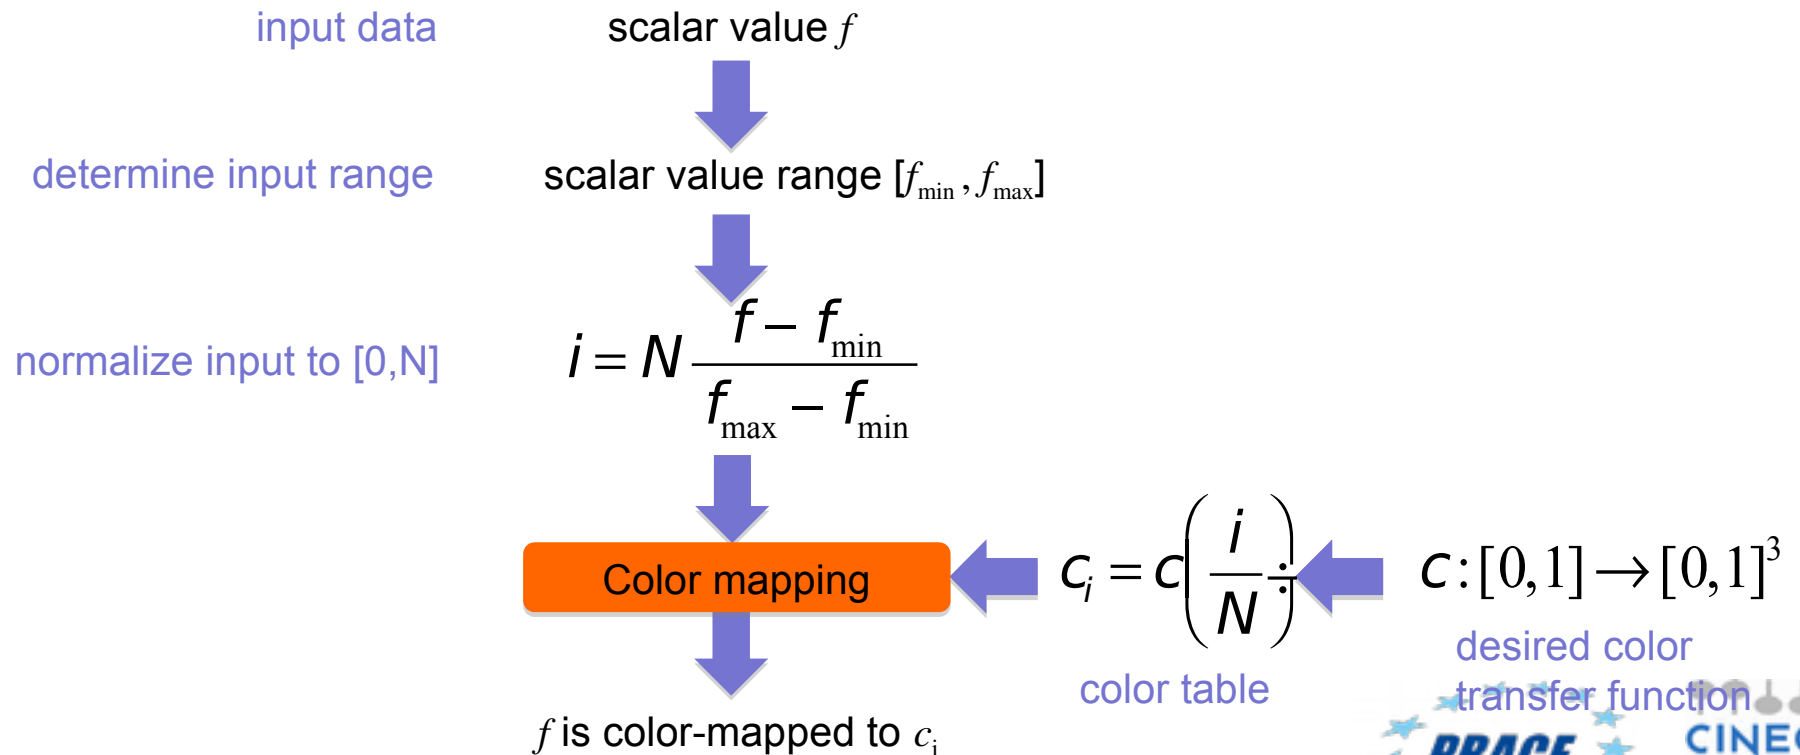 input data
scalar value f
determine input range
scalar value range [f_min , f_max]
normalize input to [0,N]
i = N (f – f_min) / (f_max – f_min)
Color mapping
c_i = c(i/N)
c:[0,1] → [0,1]³
color table
desired color
transfer function
f is color-mapped to c_i
PRACE